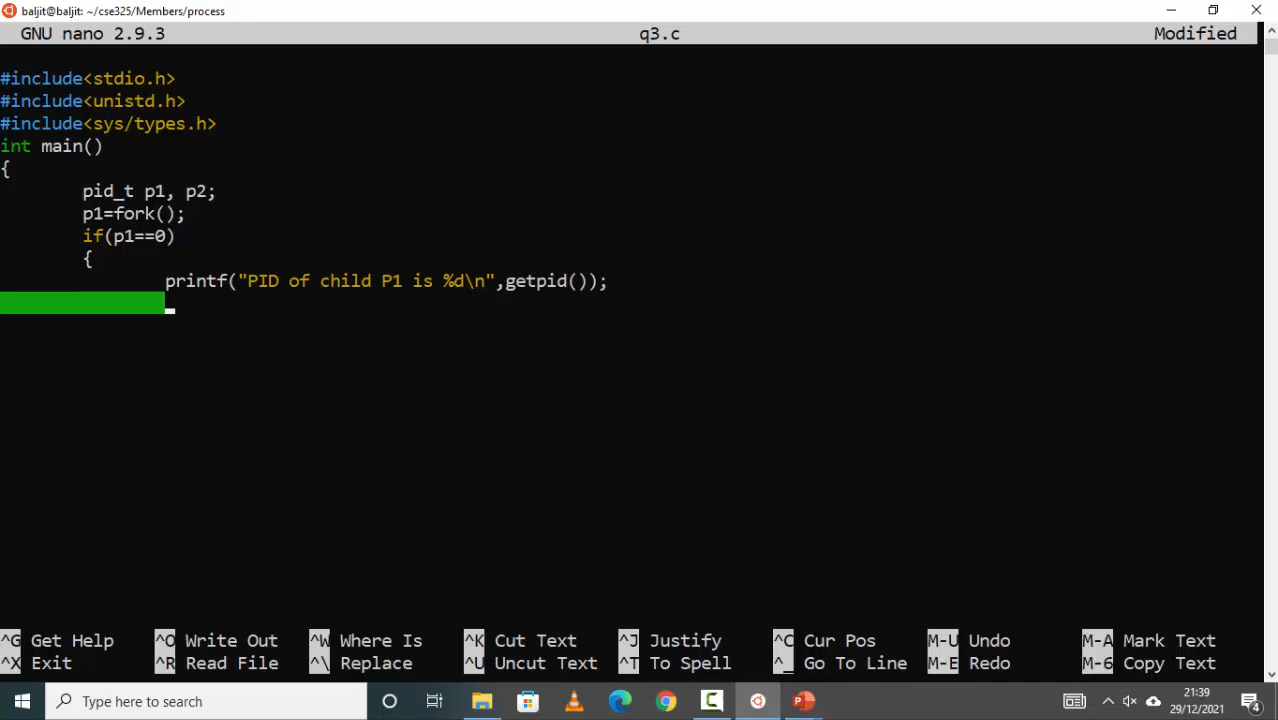 baljit@baljit: ~/cse325/Members/process
GNU nano 2.9.3 q3.c Modified
#include<stdio.h>
#include<unistd.h>
#include<sys/types.h>
int main()
{
pid_t p1, p2;
p1=fork();
if(p1==0)
{
printf("PID of child P1 is %d\n",getpid());
^G Get Help ^O Write Out ^W Where Is ^K Cut Text ^J Justify ^C Cur Pos M-U Undo M-A Mark Text
^X Exit ^R Read File ^\ Replace ^U Uncut Text ^T To Spell ^_ Go To Line M-E Redo M-6 Copy Text
Type here to search
21:39
29/12/2021
4